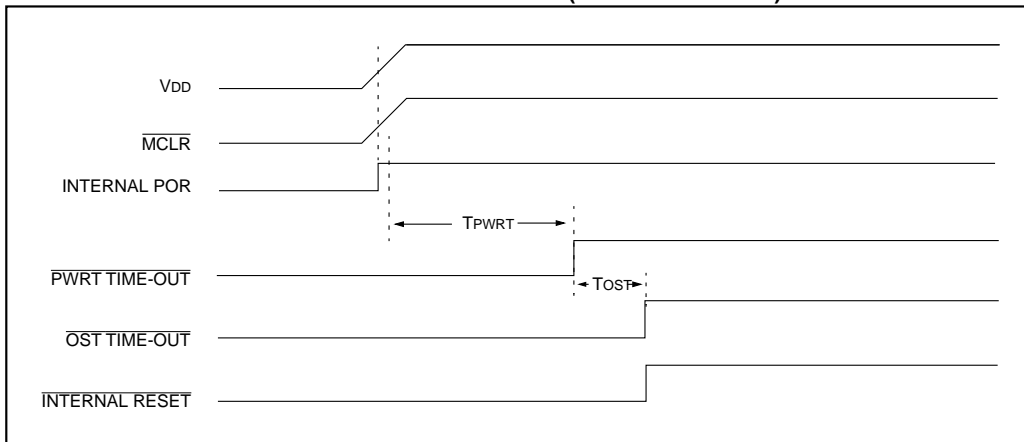 VDD
MCLR
INTERNAL POR
TPWRT
PWRT TIME-OUT
TOST
OST TIME-OUT
INTERNAL RESET